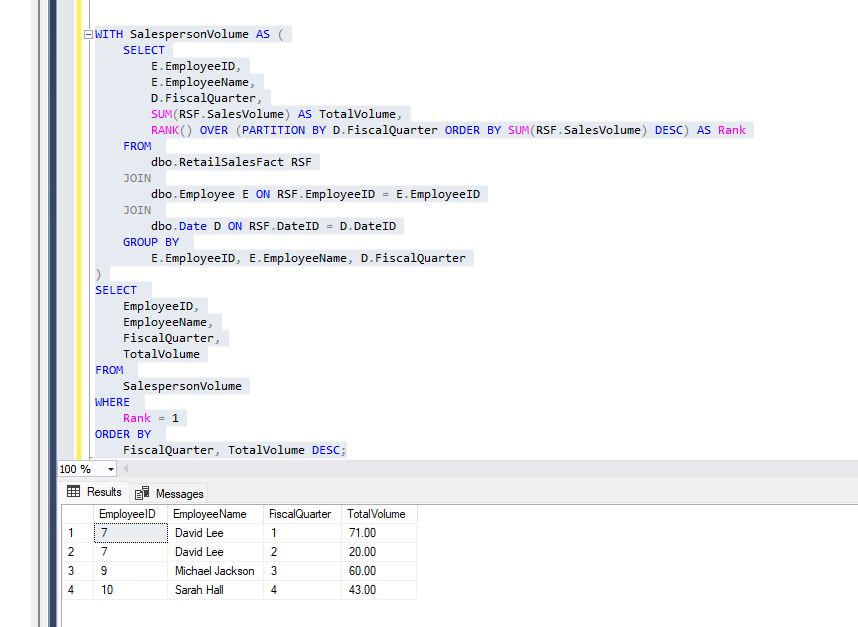 WITH SalespersonVolume AS (
SELECT
E.EmployeeID,
E.EmployeeName,
D.FiscalQuarter,
SUM(RSF.SalesVolume) AS TotalVolume,
RANK() OVER (PARTITION BY D.FiscalQuarter ORDER BY SUM(RSF.SalesVolume) DESC) AS Rank
FROM
dbo.RetailSalesFact RSF
JOIN
dbo.Employee E ON RSF.EmployeeID = E.EmployeeID
JOIN
dbo.Date D ON RSF.DateID = D.DateID
GROUP BY
E.EmployeeID, E.EmployeeName, D.FiscalQuarter
)
SELECT
EmployeeID,
EmployeeName,
FiscalQuarter,
TotalVolume
FROM
SalespersonVolume
WHERE
Rank = 1
ORDER BY
FiscalQuarter, TotalVolume DESC;
100 %
Results Messages
EmployeeID EmployeeName FiscalQuarter TotalVolume
1 7 David Lee 1 71.00
2 7 David Lee 2 20.00
3 9 Michael Jackson 3 60.00
4 10 Sarah Hall 4 43.00